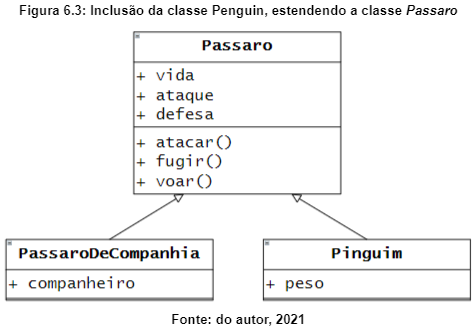 Figura 6.3: Inclusão da classe Penguin, estendendo a classe Passaro
Passaro
+ vida
+ ataque
+ defesa
+ atacar()
+ fugir()
+ voar()
PassaroDeCompanhia
+ companheiro
Pinguim
+ peso
Fonte: do autor, 2021